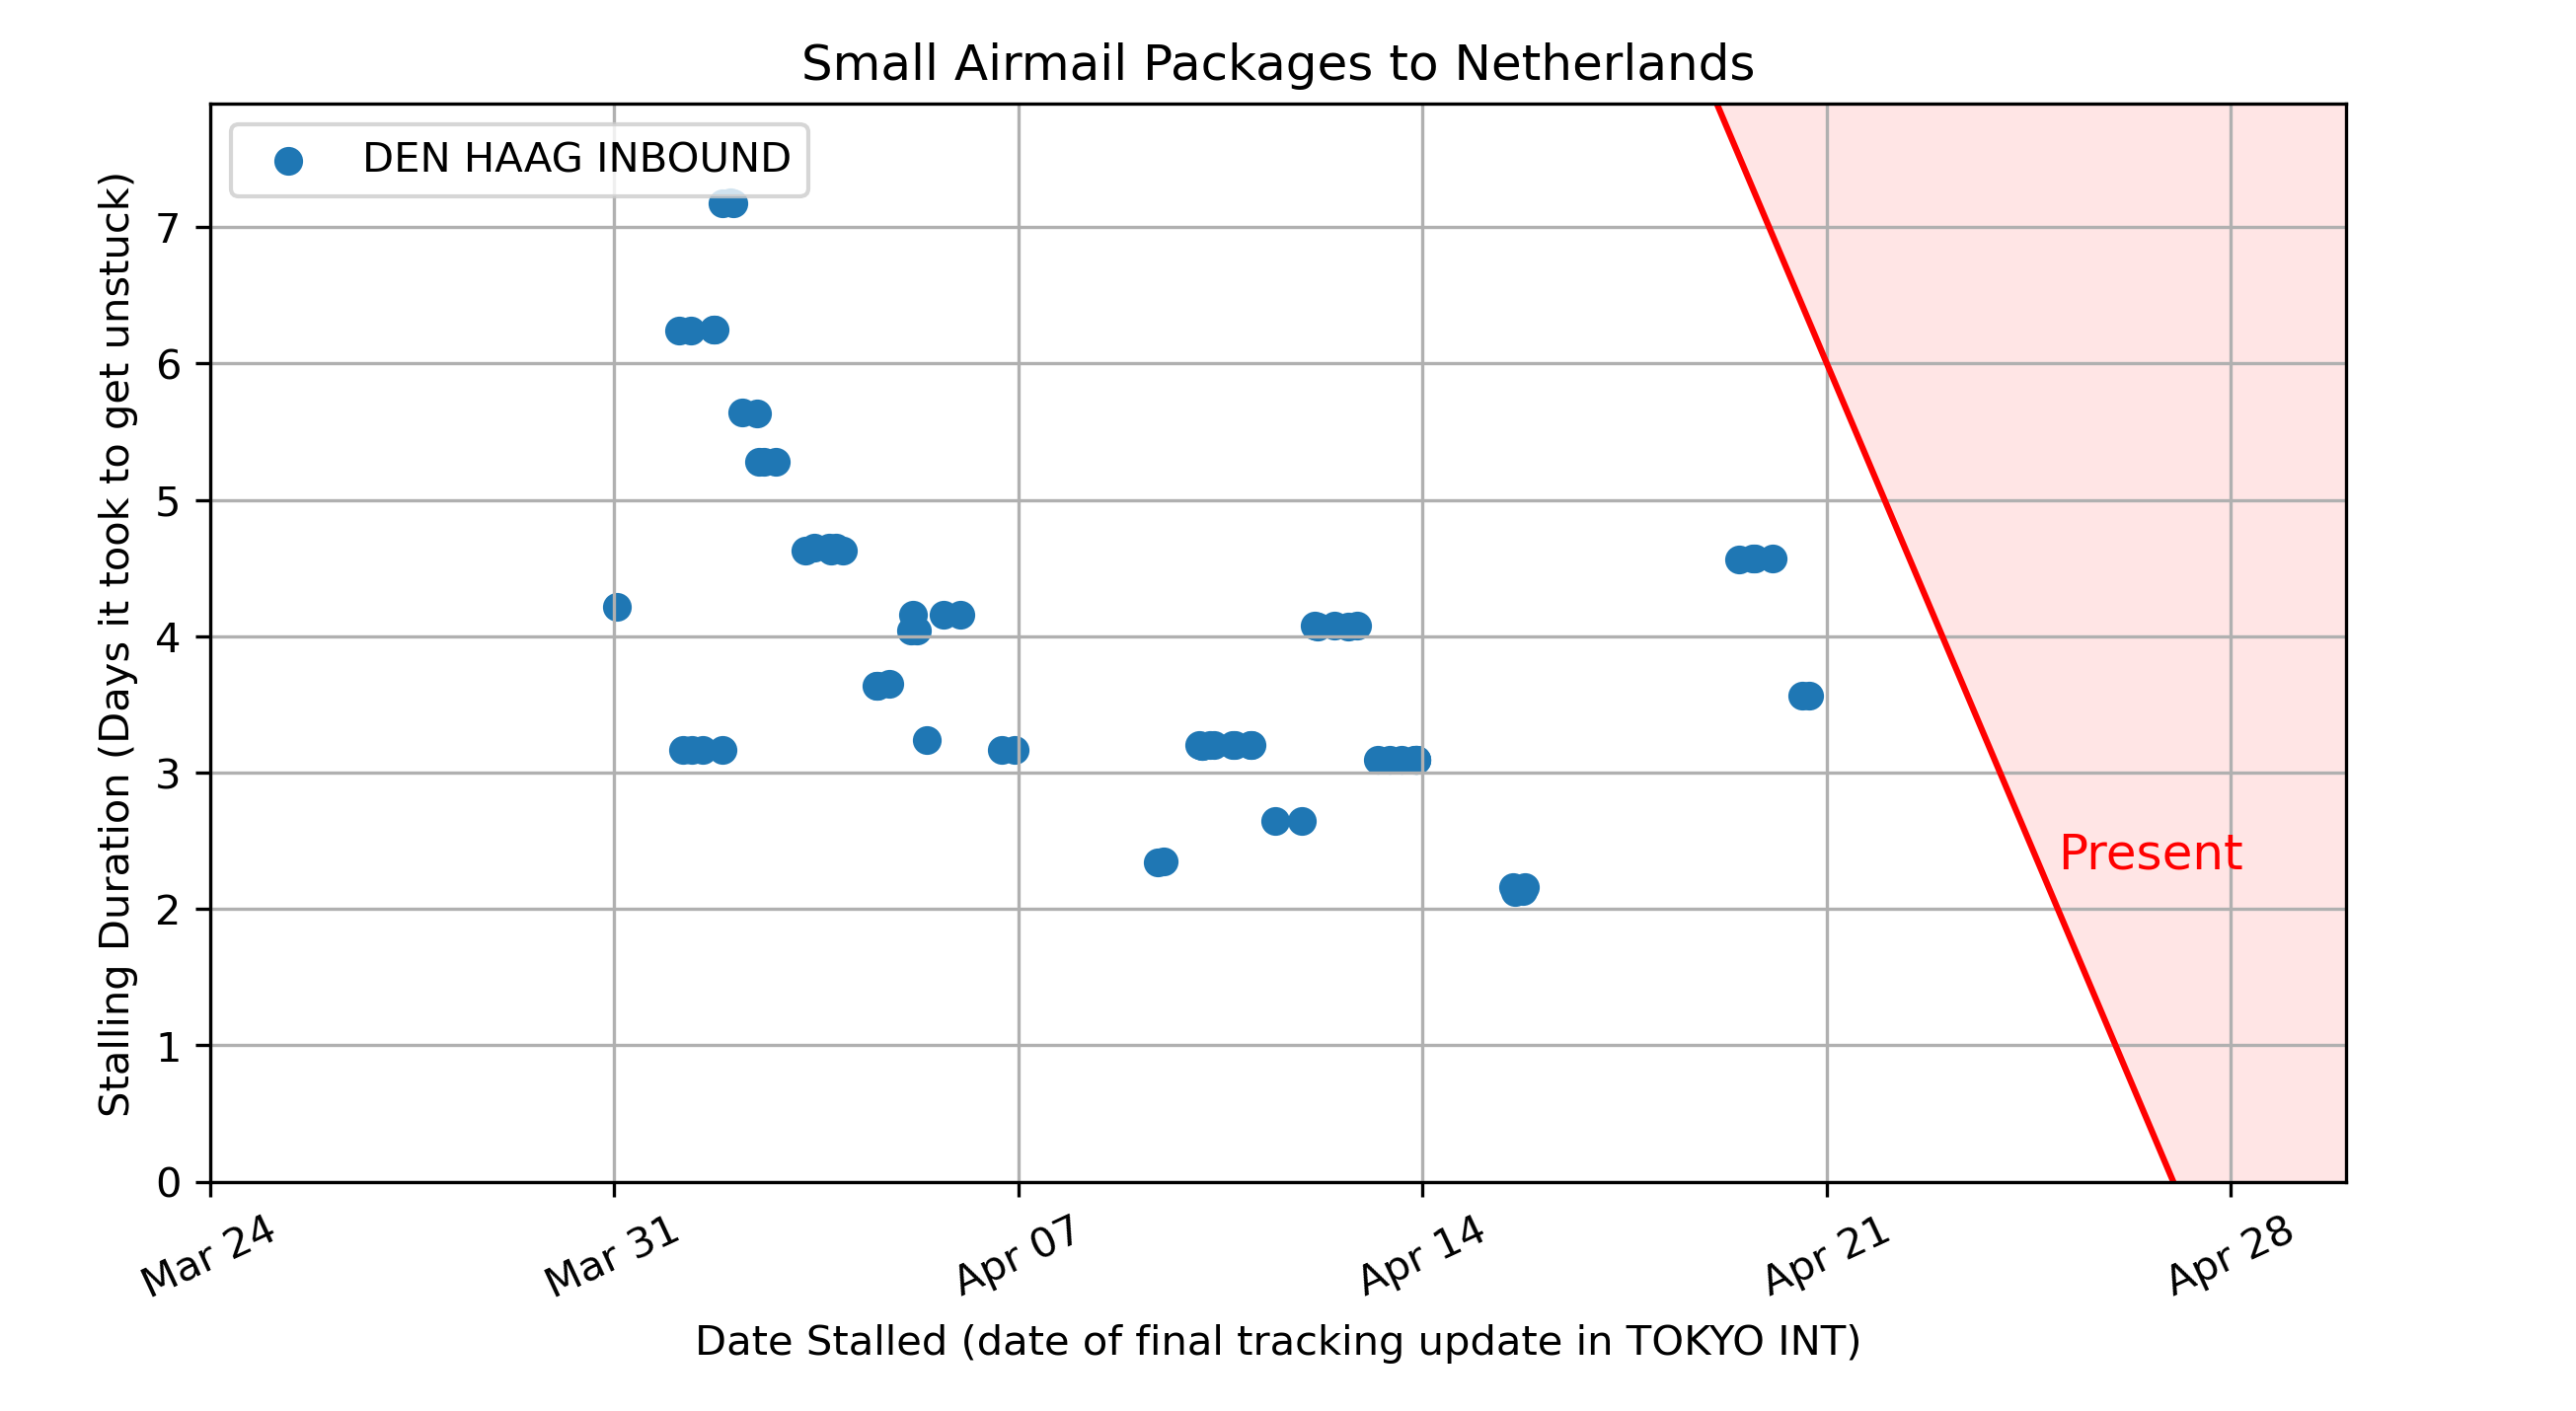 Small Airmail Packages to Netherlands
DEN HAAG INBOUND
Stalling Duration (Days it took to get unstuck)
7
6
5
4
3
2
1
0
Present
Mar 24
Mar 31
Apr 07
Apr 14
Apr 21
Apr 28
Date Stalled (date of final tracking update in TOKYO INT)